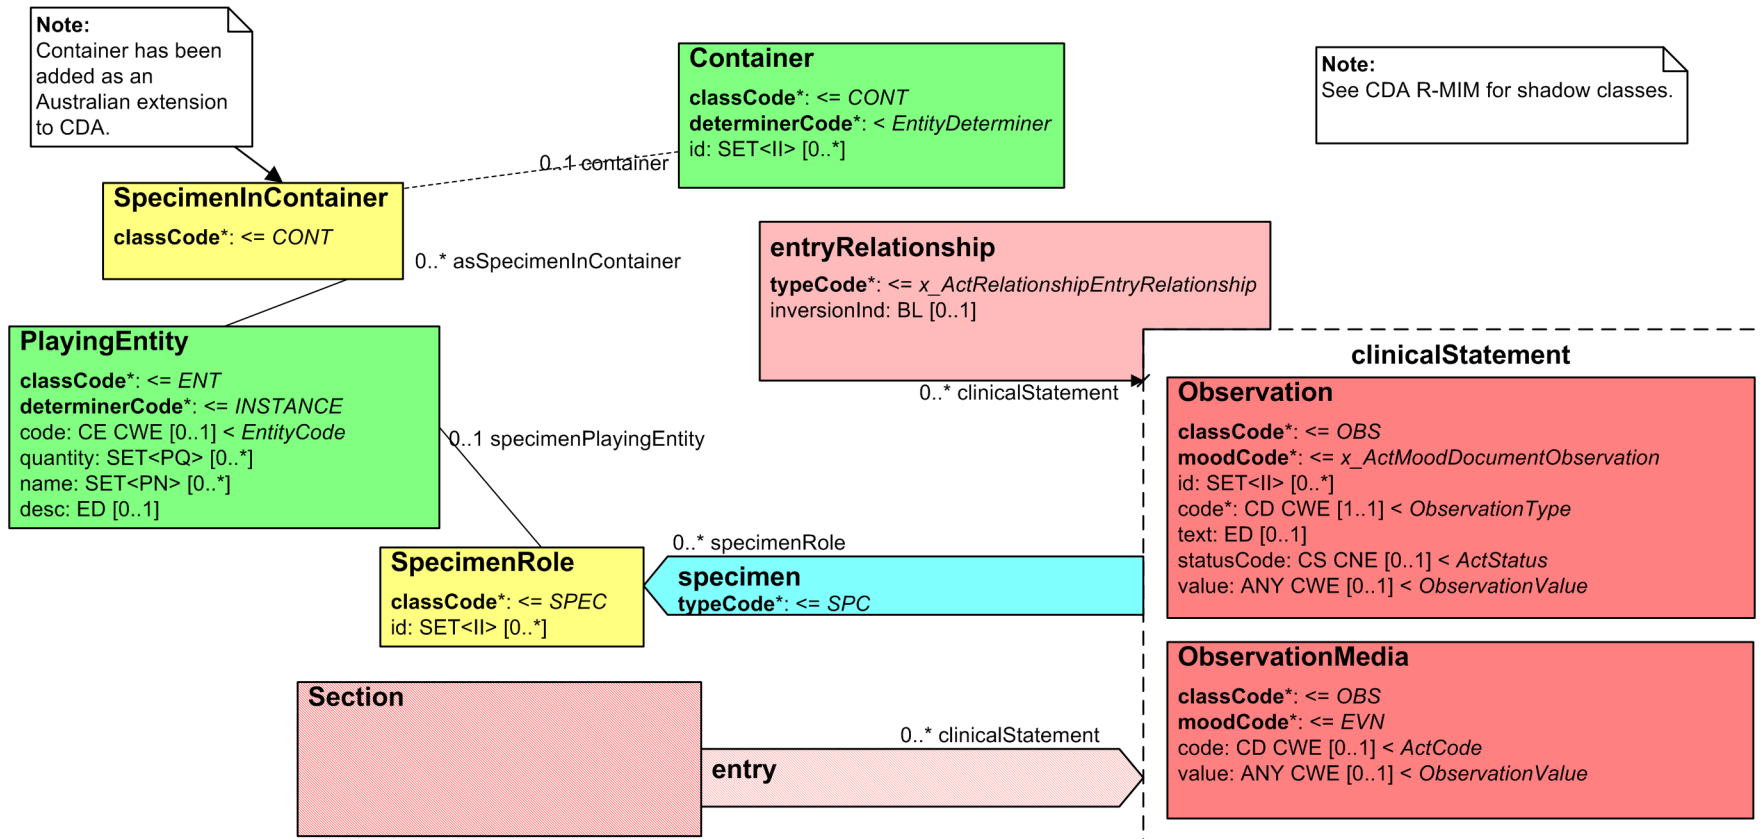 Note:
Container has been
added as an
Australian extension
to CDA.
Container
classCode*: <= CONT
determinerCode*: < EntityDeterminer
id: SET<II> [0..*]
Note:
See CDA R-MIM for shadow classes.
0..1 container
SpecimenInContainer
classCode*: <= CONT
0..* asSpecimenInContainer
entryRelationship
typeCode*: <= x_ActRelationshipEntryRelationship
inversionInd: BL [0..1]
0..* clinicalStatement
PlayingEntity
classCode*: <= ENT
determinerCode*: <= INSTANCE
code: CE CWE [0..1] < EntityCode
quantity: SET<PQ> [0..*]
name: SET<PN> [0..*]
desc: ED [0..1]
0..1 specimenPlayingEntity
clinicalStatement
Observation
classCode*: <= OBS
moodCode*: <= x_ActMoodDocumentObservation
id: SET<II> [0..*]
code*: CD CWE [1..1] < ObservationType
text: ED [0..1]
statusCode: CS CNE [0..1] < ActStatus
value: ANY CWE [0..1] < ObservationValue
0..* specimenRole
SpecimenRole
classCode*: <= SPEC
id: SET<II> [0..*]
specimen
typeCode*: <= SPC
ObservationMedia
classCode*: <= OBS
moodCode*: <= EVN
code: CD CWE [0..1] < ActCode
value: ANY CWE [0..1] < ObservationValue
Section
0..* clinicalStatement
entry